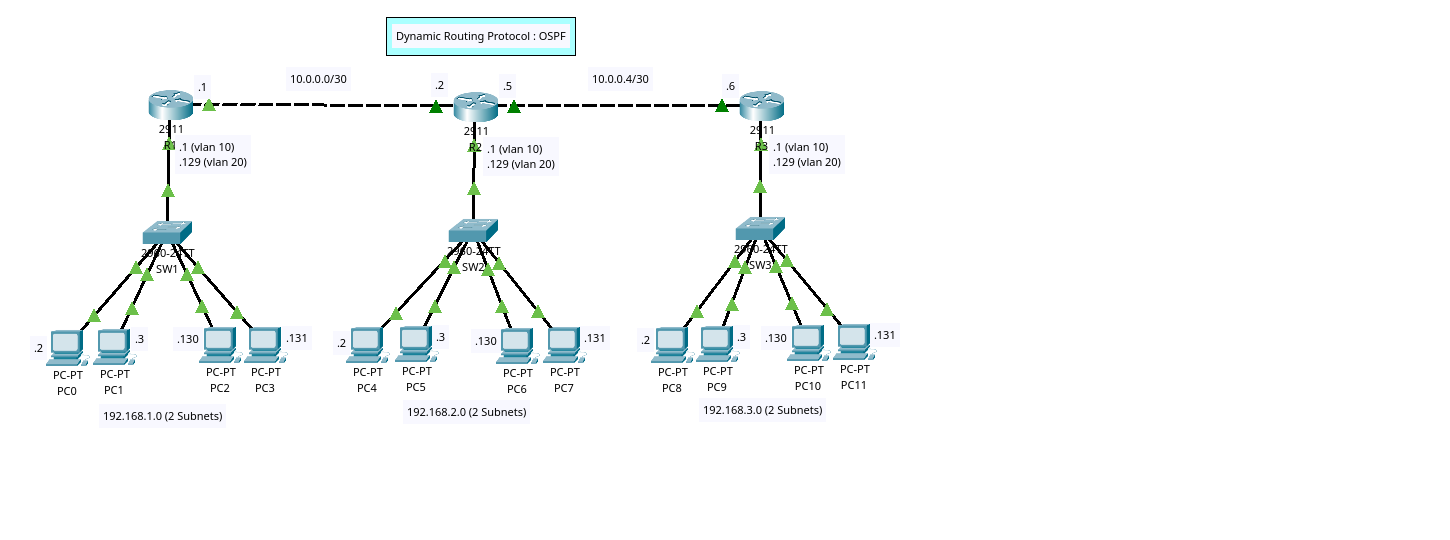 Dynamic Routing Protocol : OSPF
10.0.0.0/30
10.0.0.4/30
.1
.2
.5
.6
2911
R1
.1 (vlan 10)
.129 (vlan 20)
2911
R2
.1 (vlan 10)
.129 (vlan 20)
2911
R3
.1 (vlan 10)
.129 (vlan 20)
2960-24TT
SW1
2960-24TT
SW2
2960-24TT
SW3
.2
PC-PT
PC0
.3
PC-PT
PC1
.130
PC-PT
PC2
.131
PC-PT
PC3
.2
PC-PT
PC4
.3
PC-PT
PC5
.130
PC-PT
PC6
.131
PC-PT
PC7
.2
PC-PT
PC8
.3
PC-PT
PC9
.130
PC-PT
PC10
.131
PC-PT
PC11
192.168.1.0 (2 Subnets)
192.168.2.0 (2 Subnets)
192.168.3.0 (2 Subnets)